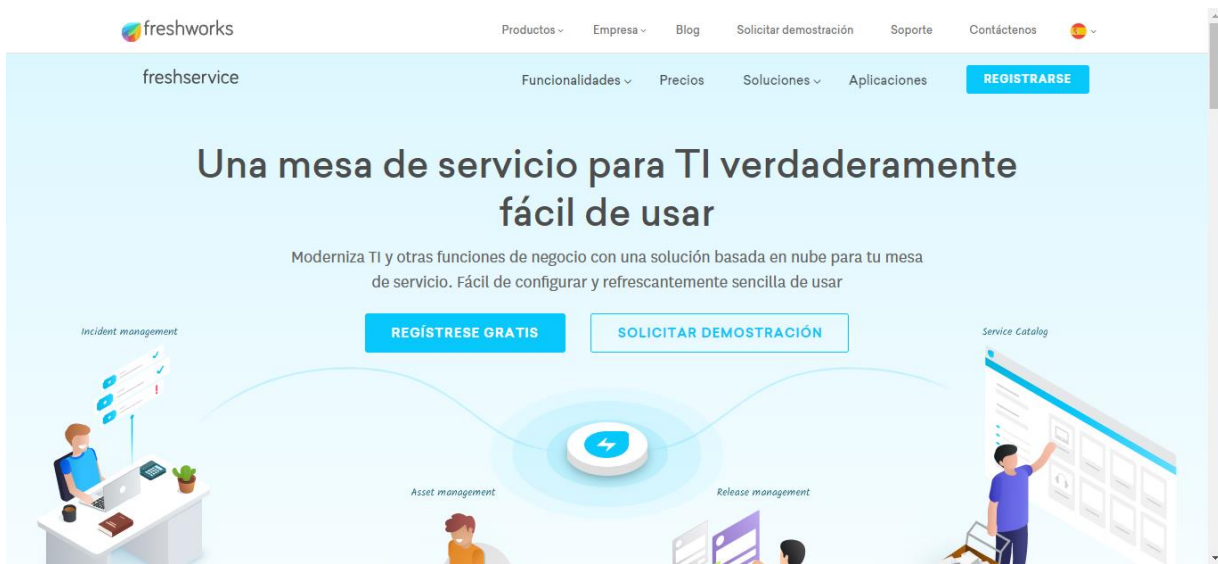 freshworks
Productos Empresa Blog Solicitar demostración Soporte Contáctenos
freshservice
Funcionalidades Precios Soluciones Aplicaciones REGISTRARSE
Una mesa de servicio para TI verdaderamente
fácil de usar
Moderniza TI y otras funciones de negocio con una solución basada en nube para tu mesa
de servicio. Fácil de configurar y refrescantemente sencilla de usar
REGÍSTRESE GRATIS SOLICITAR DEMOSTRACIÓN
Incident management
Service Catalog
Asset management
Release management